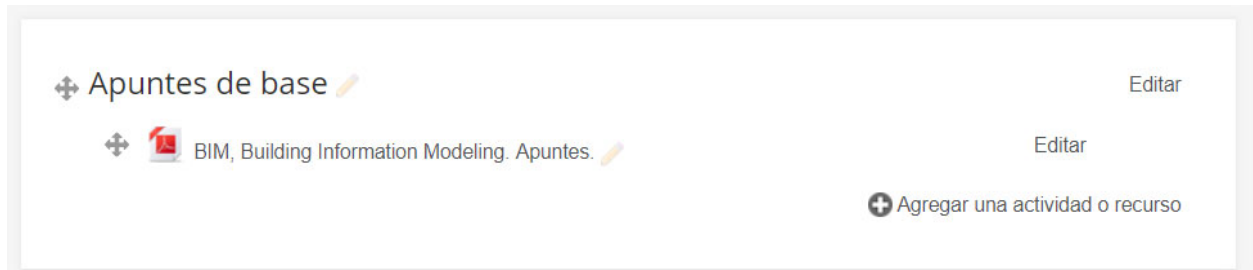 Apuntes de base Editar
BIM, Building Information Modeling. Apuntes. Editar
Agregar una actividad o recurso